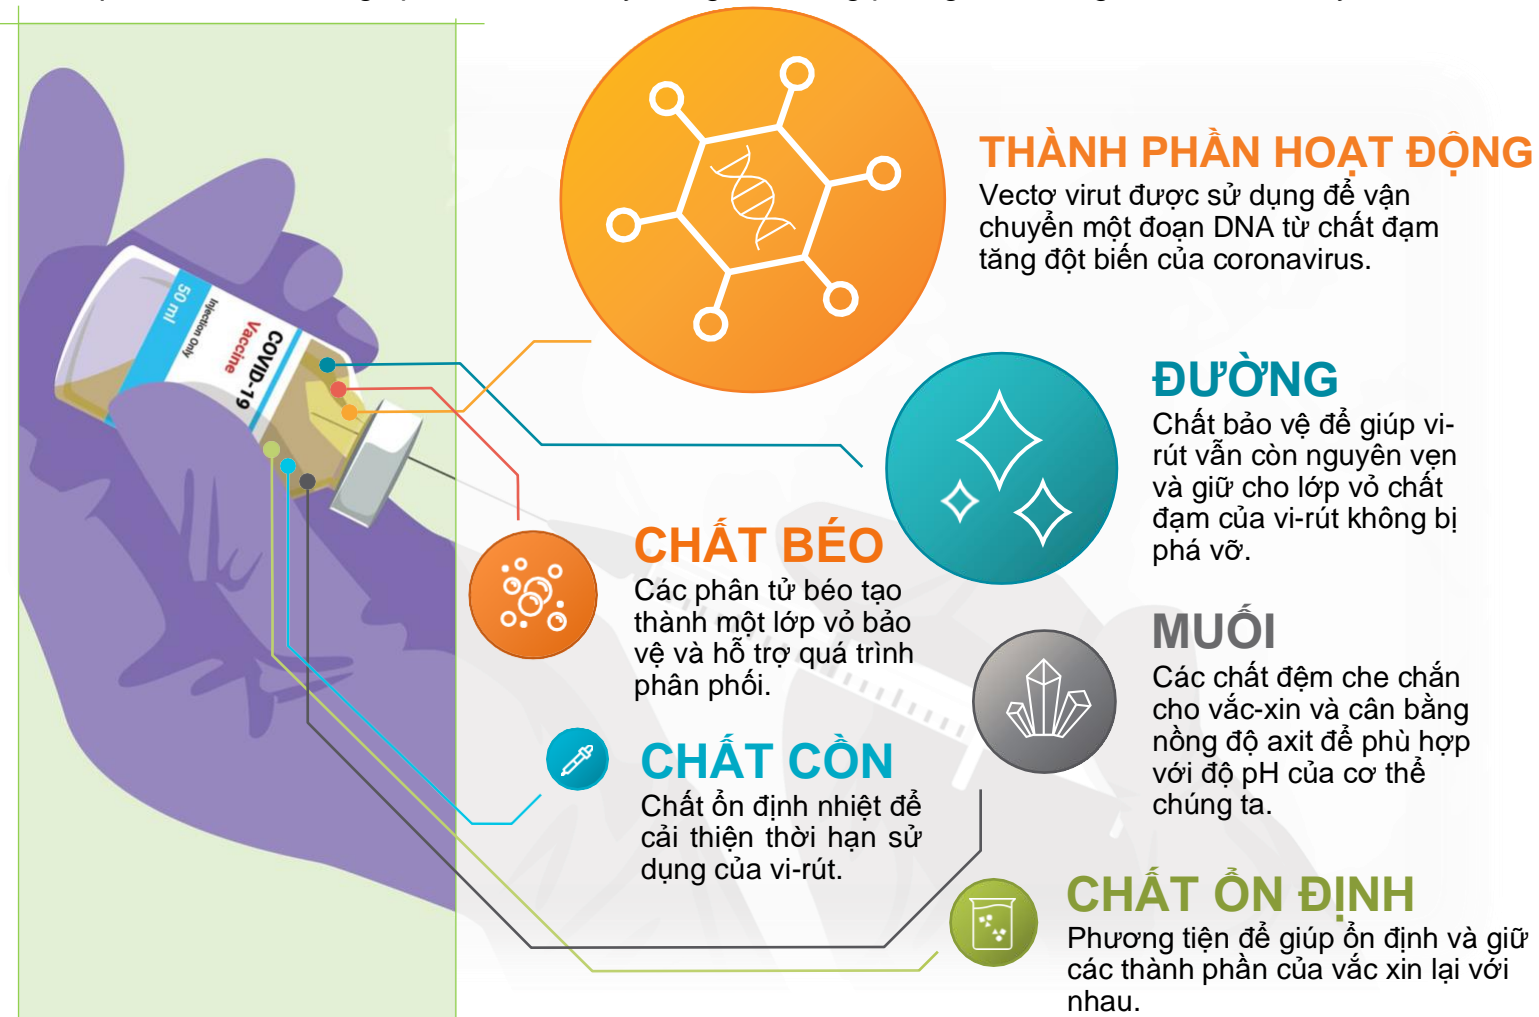 50 ml
Injection Only
COVID-19
Vaccine
THÀNH PHẦN HOẠT ĐỘNG
Vectơ virut được sử dụng để vận
chuyển một đoạn DNA từ chất đạm
tăng đột biến của coronavirus.
ĐƯỜNG
Chất bảo vệ để giúp vi-
rút vẫn còn nguyên vẹn
và giữ cho lớp vỏ chất
đạm của vi-rút không bị
phá vỡ.
CHẤT BÉO
Các phân tử béo tạo
thành một lớp vỏ bảo
vệ và hỗ trợ quá trình
phân phối.
MUỐI
Các chất đệm che chắn
cho vắc-xin và cân bằng
nồng độ axit để phù hợp
với độ pH của cơ thể
chúng ta.
CHẤT CỒN
Chất ổn định nhiệt để
cải thiện thời hạn sử
dụng của vi-rút.
CHẤT ỔN ĐỊNH
Phương tiện để giúp ổn định và giữ
các thành phần của vắc xin lại với
nhau.